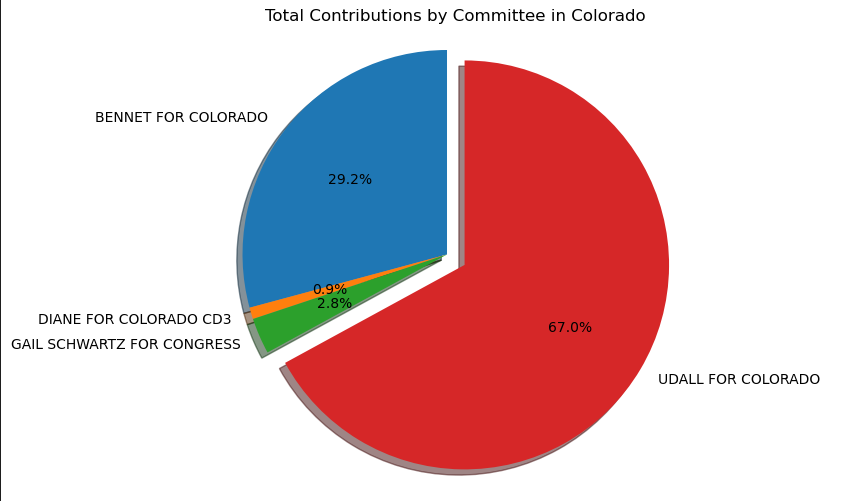 Total Contributions by Committee in Colorado
BENNET FOR COLORADO
29.2%
0.9%
2.8%
DIANE FOR COLORADO CD3
67.0%
GAIL SCHWARTZ FOR CONGRESS
UDALL FOR COLORADO